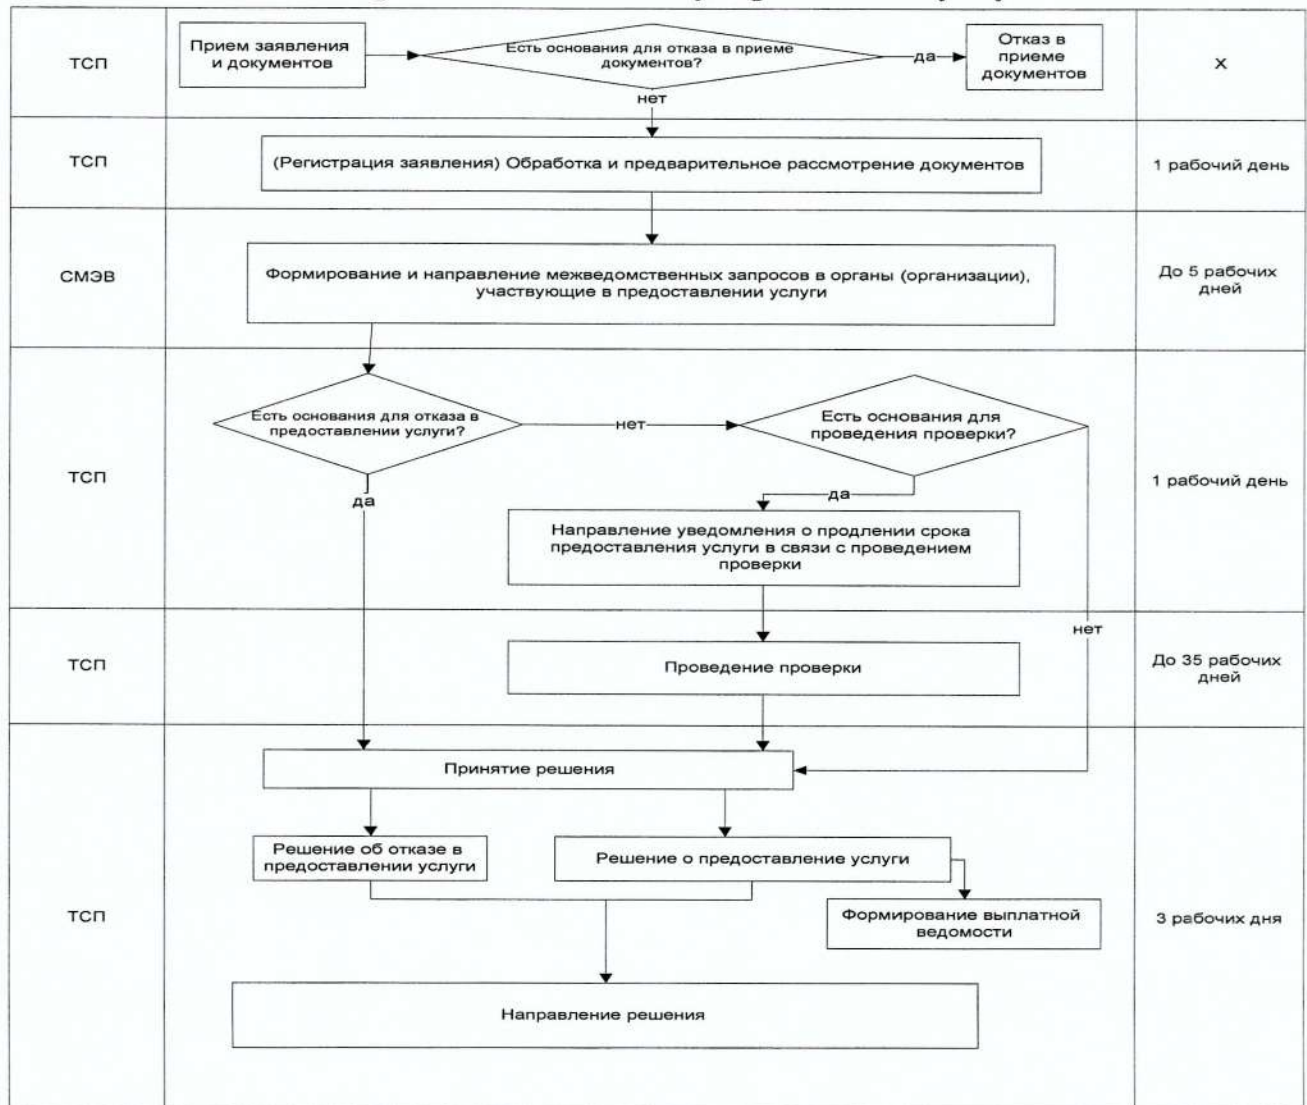 ТСП
Прием заявления
и документов
Есть основания для отказа в приеме
документов?
да
Отказ в
приеме
документов
X
нет
ТСП
(Регистрация заявления) Обработка и предварительное рассмотрение документов
1 рабочий день
СМЭВ
Формирование и направление межведомственных запросов в органы (организации),
участвующие в предоставлении услуги
До 5 рабочих
дней
ТСП
Есть основания для отказа в
предоставлении услуги?
нет
Есть основания для
проведения проверки?
1 рабочий день
да
да
Направление уведомления о продлении срока
предоставления услуги в связи с проведением
проверки
нет
ТСП
Проведение проверки
До 35 рабочих
дней
ТСП
Принятие решения
Решение об отказе в
предоставлении услуги
Решение о предоставление услуги
Формирование выплатной
ведомости
3 рабочих дня
Направление решения